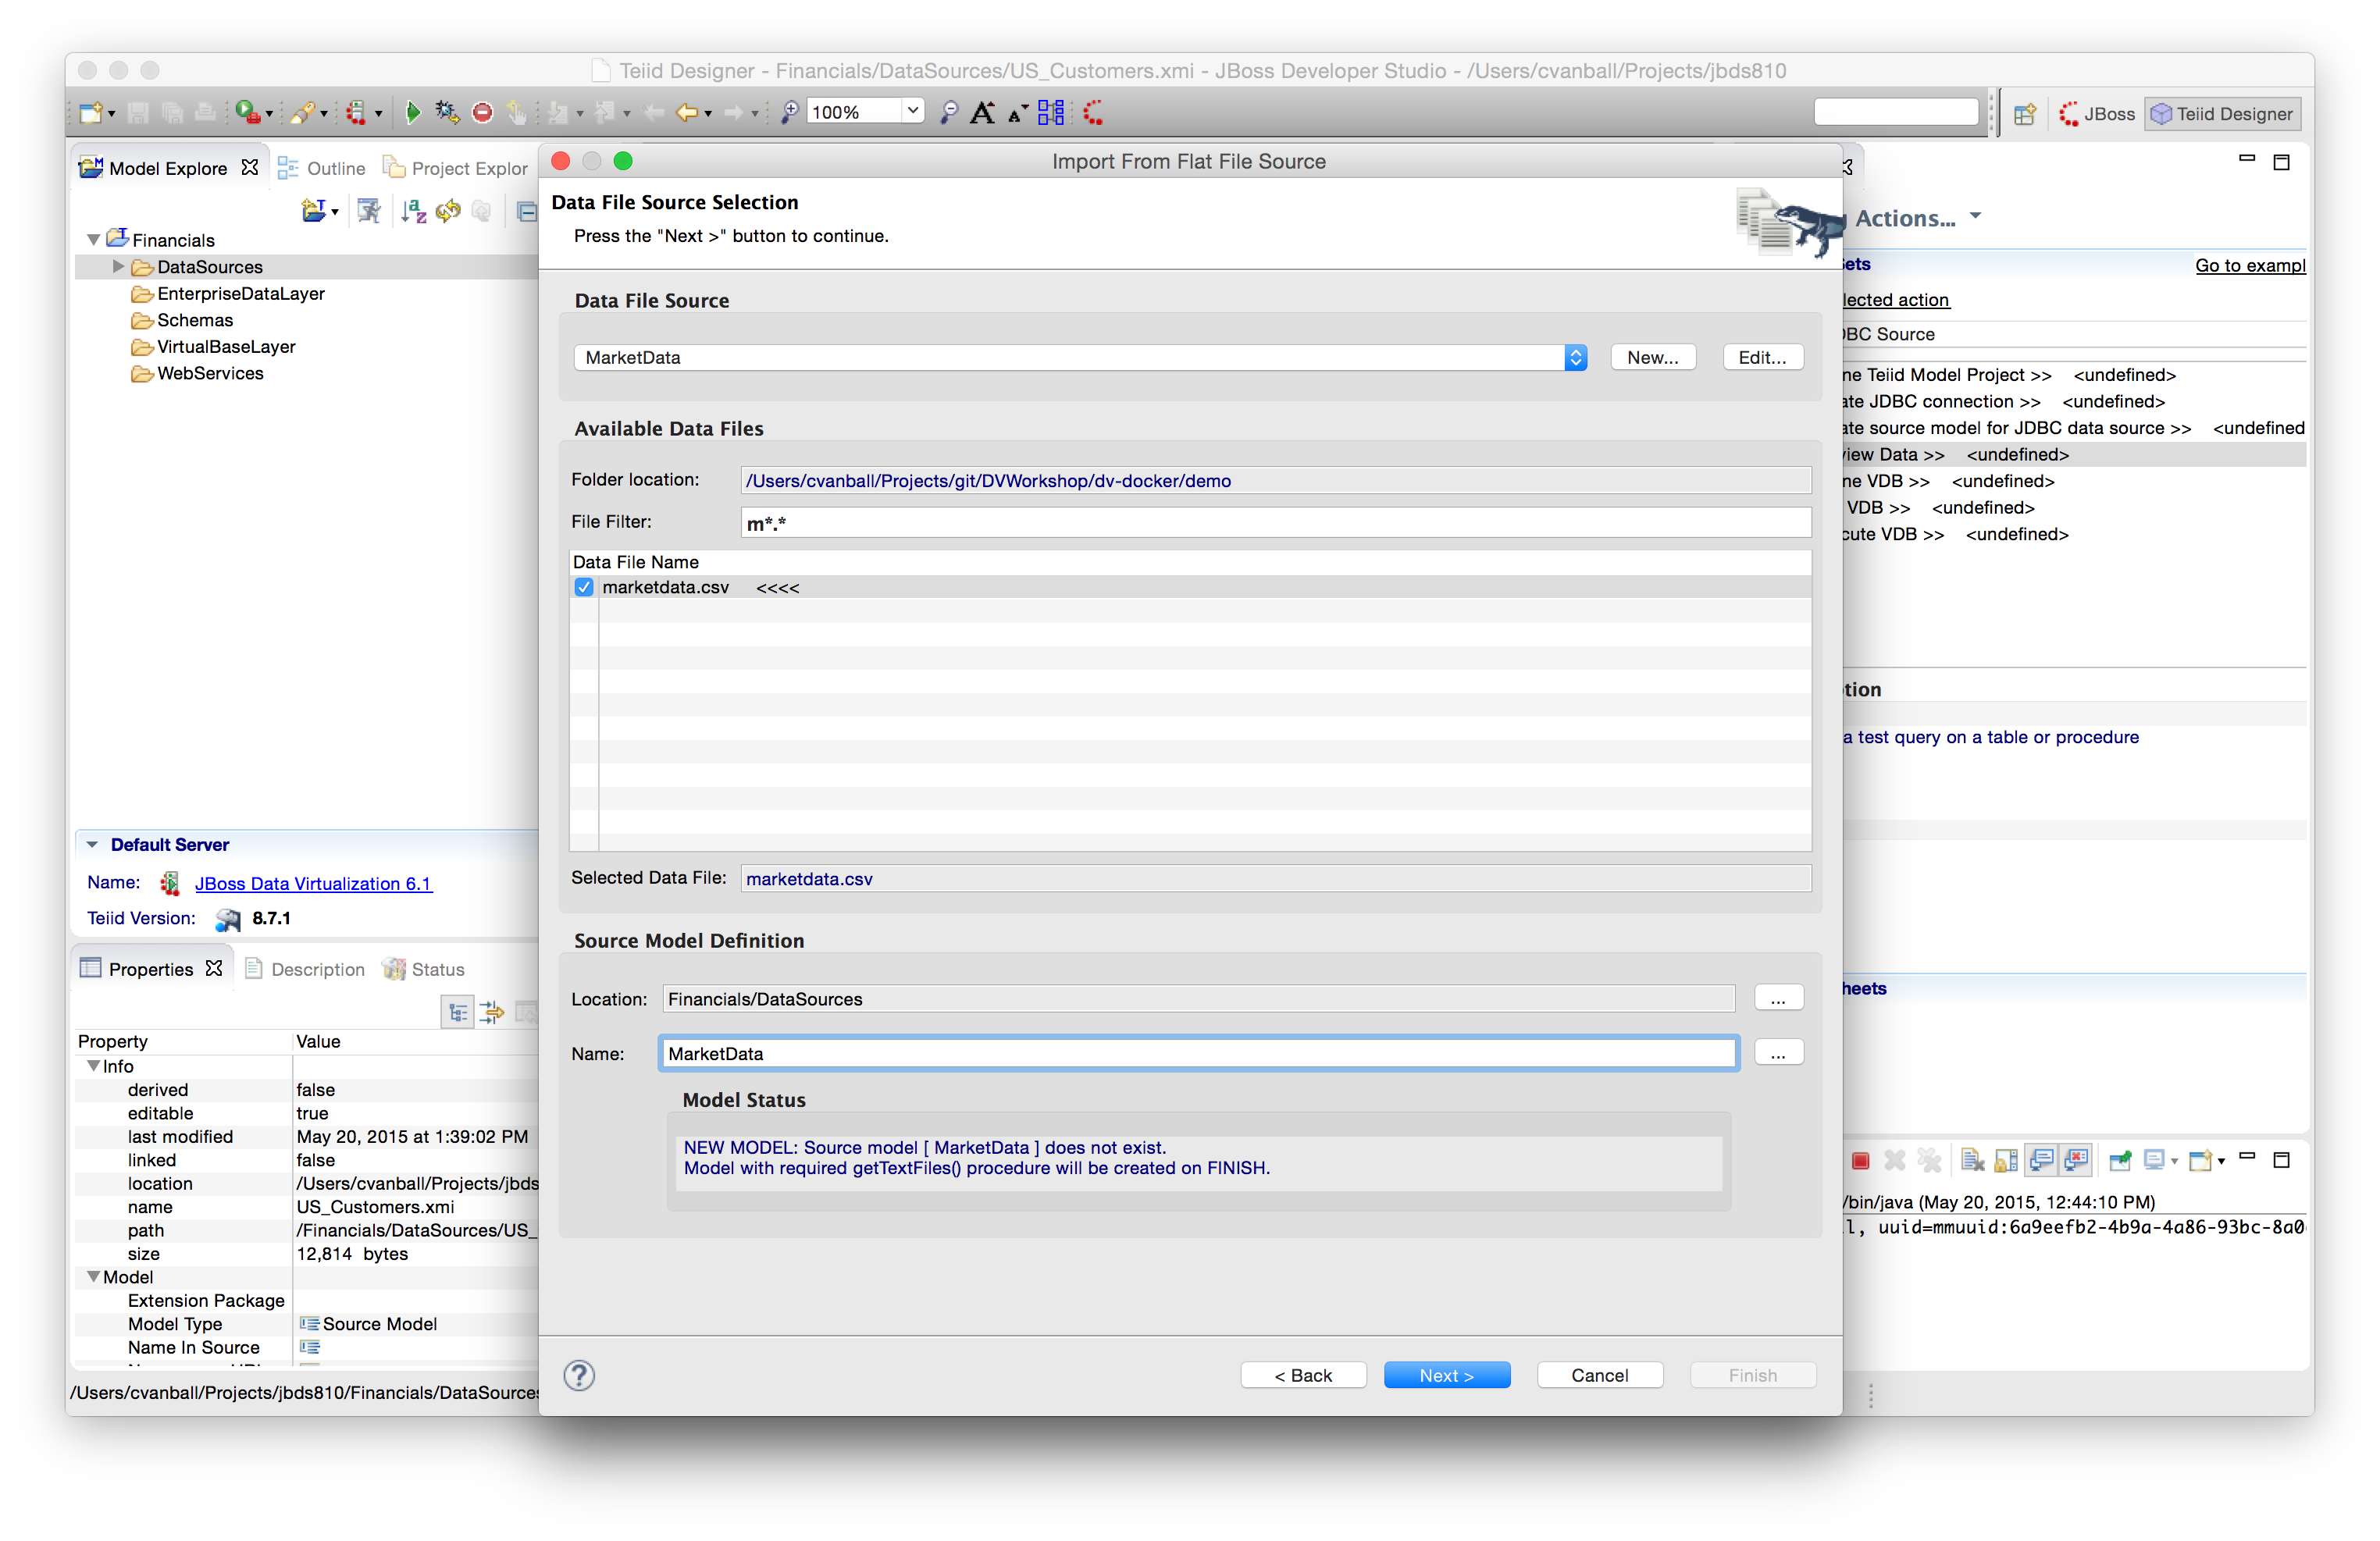 Teiid Designer - Financials/DataSources/US_Customers.xmi - JBoss Developer Studio - /Users/cvanball/Projects/jbds810
100%
JBoss
Teiid Designer
Model Explore
Outline
Project Explor
Financials
DataSources
EnterpriseDataLayer
Schemas
VirtualBaseLayer
WebServices
Default Server
Name: JBoss Data Virtualization 6.1
Teiid Version: 8.7.1
Properties
Description
Status
Property Value
Info
derived false
editable true
last modified May 20, 2015 at 1:39:02 PM
linked false
location /Users/cvanball/Projects/jbds
name US_Customers.xmi
path /Financials/DataSources/US_
size 12,814 bytes
Model
Extension Package
Model Type Source Model
Name In Source
/Users/cvanball/Projects/jbds810/Financials/DataSources
Import From Flat File Source
Data File Source Selection
Press the "Next >" button to continue.
Data File Source
MarketData
New...
Edit...
Available Data Files
Folder location: /Users/cvanball/Projects/git/DVWorkshop/dv-docker/demo
File Filter: m*.*
Data File Name
marketdata.csv <<<<
Selected Data File: marketdata.csv
Source Model Definition
Location: Financials/DataSources ...
Name: MarketData ...
Model Status
NEW MODEL: Source model [ MarketData ] does not exist.
Model with required getTextFiles() procedure will be created on FINISH.
< Back
Next >
Cancel
Finish
Actions...
ets
Go to exampl
lected action
BC Source
ne Teiid Model Project >> <undefined>
ate JDBC connection >> <undefined>
ate source model for JDBC data source >> <undefined
iew Data >> <undefined>
ne VDB >> <undefined>
VDB >> <undefined>
cute VDB >> <undefined>
tion
a test query on a table or procedure
heets
/bin/java (May 20, 2015, 12:44:10 PM)
l, uuid=mmuuid:6a9eefb2-4b9a-4a86-93bc-8a0